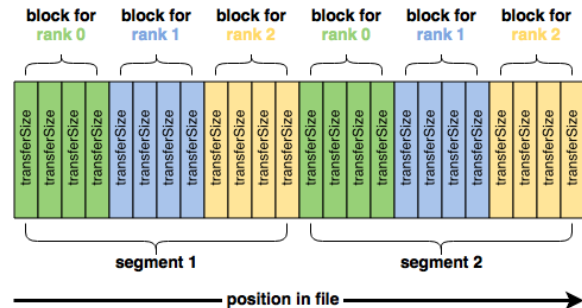 block for block for block for block for block for block for
rank 0 rank 1 rank 2 rank 0 rank 1 rank 2
transferSize transferSize transferSize transferSize transferSize transferSize transferSize transferSize transferSize transferSize transferSize transferSize transferSize transferSize transferSize transferSize transferSize transferSize transferSize transferSize transferSize transferSize transferSize transferSize
segment 1 segment 2
position in file